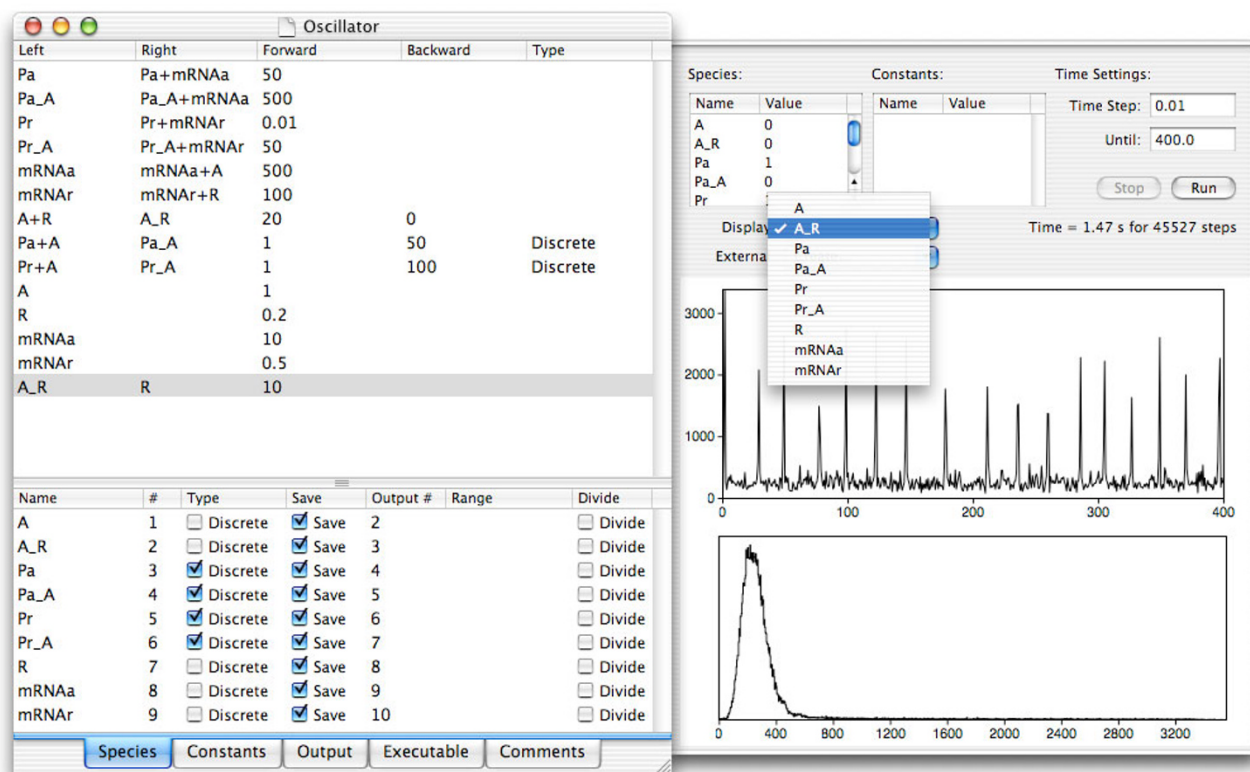 Oscillator
Left Right Forward Backward Type
Pa Pa+mRNAa 50
Pa_A Pa_A+mRNAa 500
Pr Pr+mRNAr 0.01
Pr_A Pr_A+mRNAr 50
mRNAa mRNAa+A 500
mRNAr mRNAr+R 100
A+R A_R 20 0
Pa+A Pa_A 1 50 Discrete
Pr+A Pr_A 1 100 Discrete
A 1
R 0.2
mRNAa 10
mRNAr 0.5
A_R R 10
Name # Type Save Output # Range Divide
A 1 Discrete Save 2 Divide
A_R 2 Discrete Save 3 Divide
Pa 3 Discrete Save 4 Divide
Pa_A 4 Discrete Save 5 Divide
Pr 5 Discrete Save 6 Divide
Pr_A 6 Discrete Save 7 Divide
R 7 Discrete Save 8 Divide
mRNAa 8 Discrete Save 9 Divide
mRNAr 9 Discrete Save 10 Divide
Species Constants Output Executable Comments
Species: Constants: Time Settings:
Name Value Name Value Time Step: 0.01
A 0
A_R 0 Until: 400.0
Pa 1
Pa_A 0 Stop Run
Pr
Display Time = 1.47 s for 45527 steps
Externa
A
A_R
Pa
Pa_A
Pr
Pr_A
R
mRNAa
mRNAr
3000
2000
1000
0
0 100 200 300 400
0 400 800 1200 1600 2000 2400 2800 3200